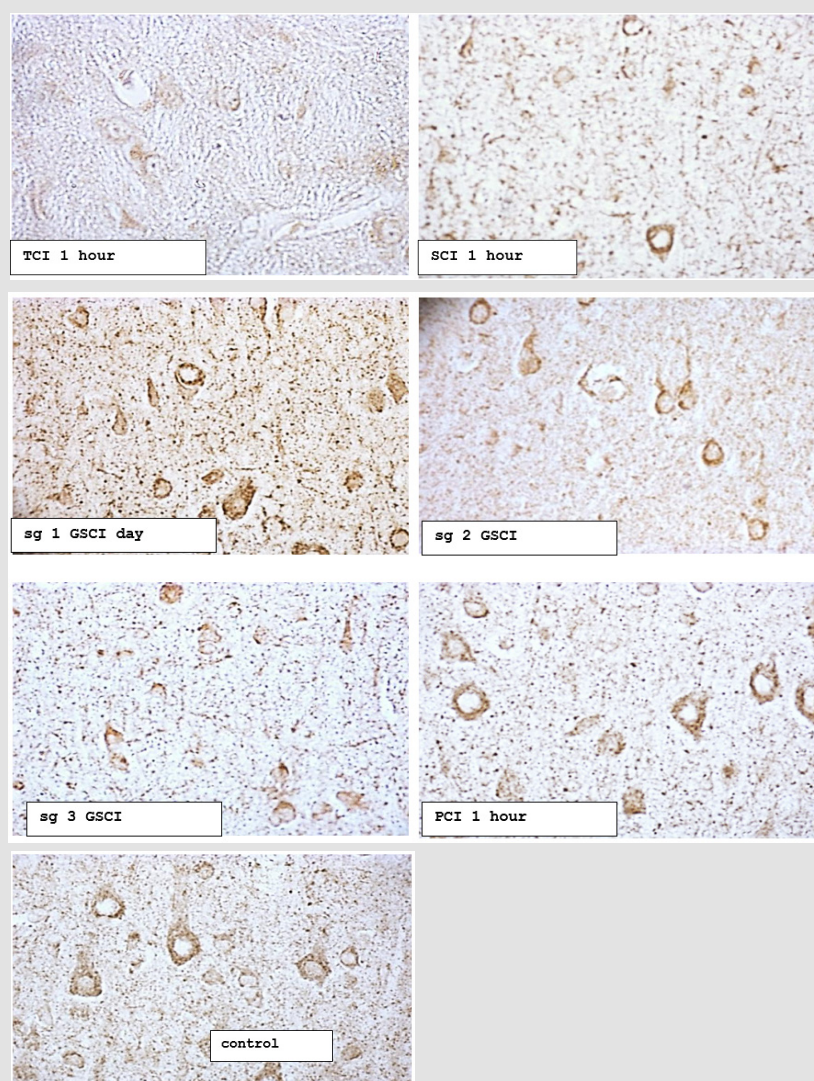 TCI 1 hour
SCI 1 hour
sg 1 GSCI day
sg 2 GSCI
sg 3 GSCI
PCI 1 hour
control